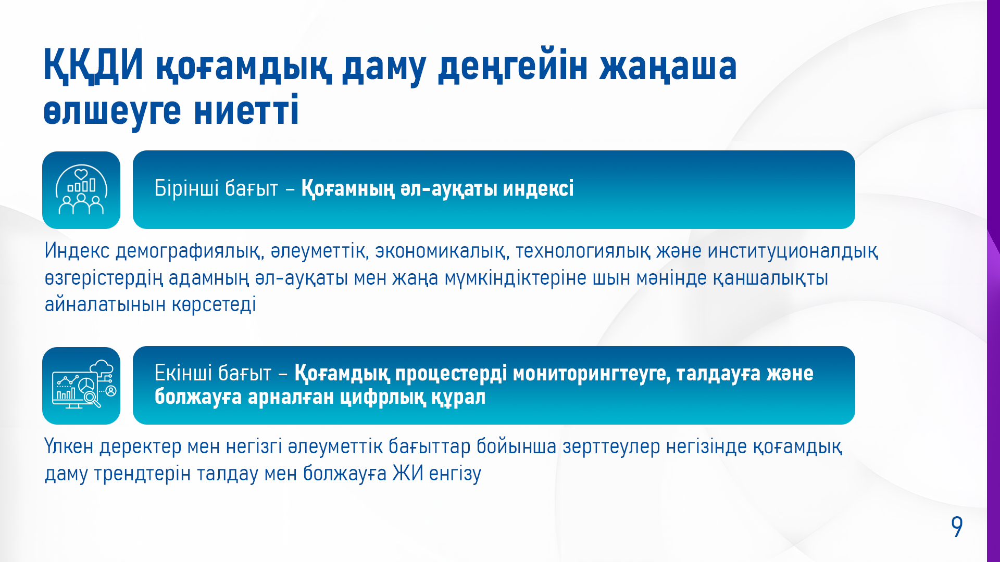 ҚҚДИ қоғамдық даму деңгейін жаңаша
өлшеуге ниетті
Бірінші бағыт – Қоғамның әл-ауқаты индексі
Индекс демографиялық, әлеуметтік, экономикалық, технологиялық және институционалдық
өзгерістердің адамның әл-ауқаты мен жаңа мүмкіндіктеріне шын мәнінде қаншалықты
айналатынын көрсетеді
Екінші бағыт – Қоғамдық процестерді мониторингтеуге, талдауға және
болжауға арналған цифрлық құрал
Үлкен деректер мен негізгі әлеуметтік бағыттар бойынша зерттеулер негізінде қоғамдық
даму трендтерін талдау мен болжауға ЖИ енгізу
9